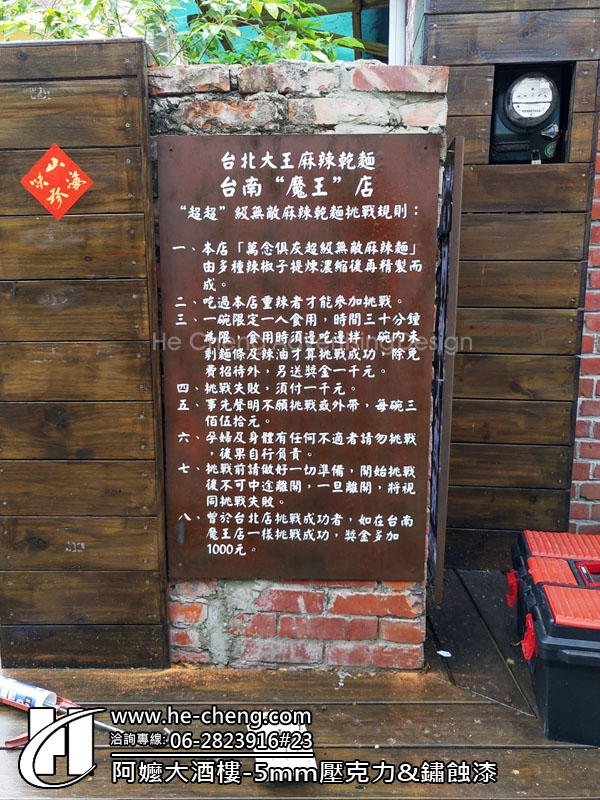 台北大王麻辣乾麵
台南“魔王”店
“超超”級無敵麻辣乾麵挑戰規則：
一、本店「萬念俱灰超級無敵麻辣麵」
由多種辣椒子提煉濃縮後再精製而
成。
二、吃過本店重辣者才能參加挑戰。
三、一碗限定一人食用，時間三十分鐘
為限，食用時須邊吃邊拌，碗內未
剩麵條及辣油才算挑戰成功，除免
費招待外，另送獎金一千元。
四、挑戰失敗，須付一千元。
五、事先聲明不願挑戰或外帶，每碗三
佰伍拾元。
六、孕婦及身體有任何不適者請勿挑戰
，後果自行負責。
七、挑戰前請做好一切準備，開始挑戰
後不可中途離開，一旦離開，將視
同挑戰失敗。
八、曾於台北店挑戰成功者，如在台南
魔王店一樣挑戰成功，獎金多加
1000元。
www.he-cheng.com
洽詢專線:06-2823916#23
阿嬤大酒樓-5mm壓克力&鏽蝕漆